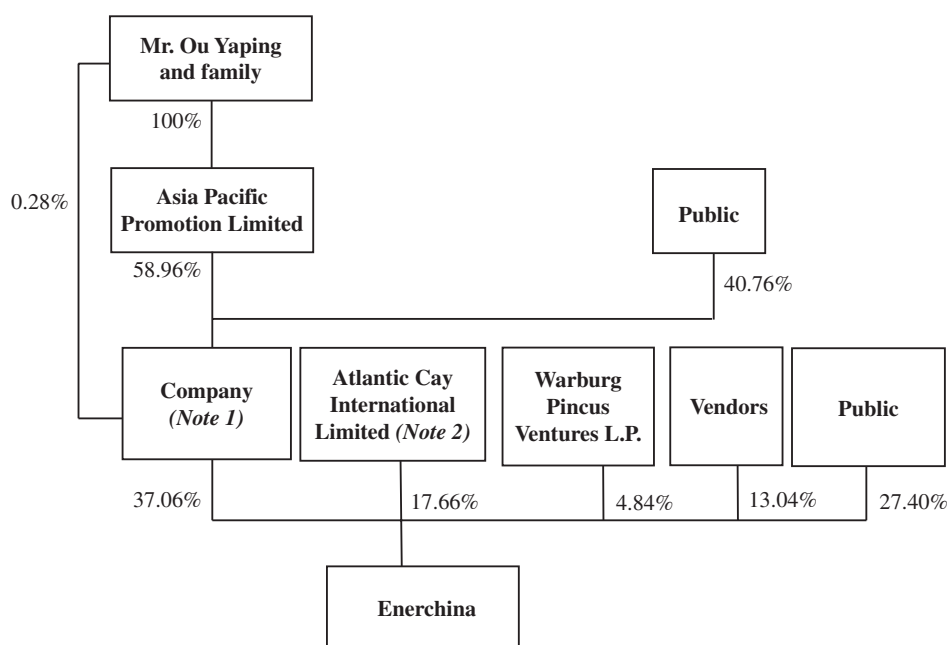 Mr. Ou Yaping
and family
100%
0.28%
Asia Pacific
Promotion Limited
Public
58.96%
40.76%
Company
(Note 1)
Atlantic Cay
International
Limited (Note 2)
Warburg
Pincus
Ventures L.P.
Vendors
Public
37.06%
17.66%
4.84%
13.04%
27.40%
Enerchina